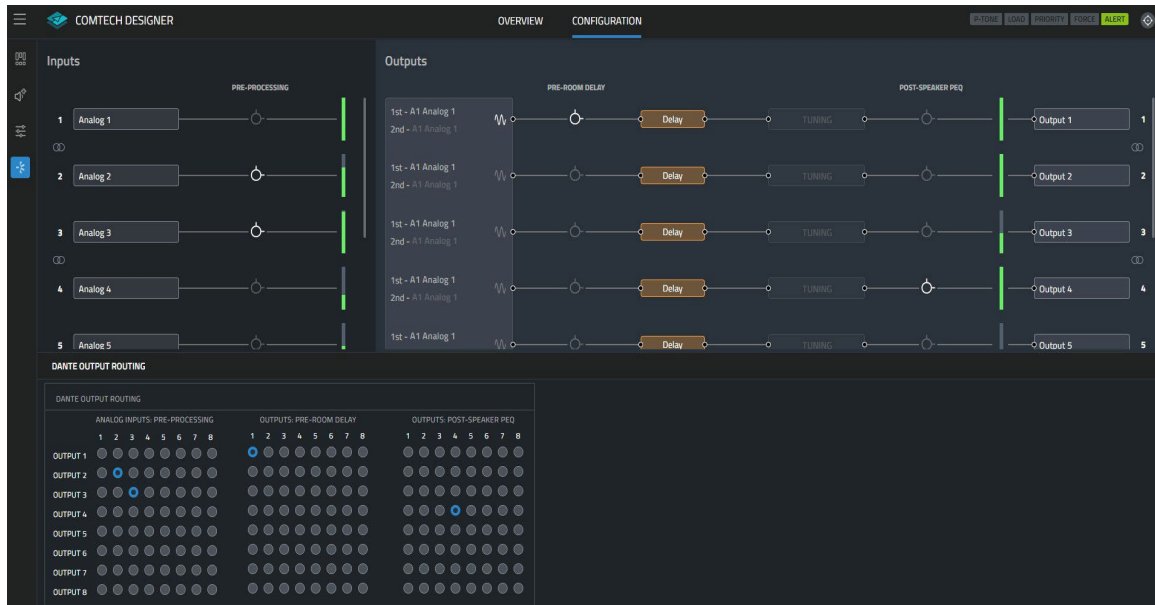 COMTECH DESIGNER OVERVIEW CONFIGURATION P-TONE LOAD PRIORITY FORCE ALERT
Inputs Outputs
PRE-PROCESSING PRE-ROOM DELAY POST-SPEAKER PEQ
1st - A1 Analog 1
1 Analog 1 Delay TUNING Output 1 1
2nd - A1 Analog 1
1st - A1 Analog 1
2 Analog 2 Delay TUNING Output 2 2
2nd - A1 Analog 1
1st - A1 Analog 1
3 Analog 3 Delay TUNING Output 3 3
2nd - A1 Analog 1
1st - A1 Analog 1
4 Analog 4 Delay TUNING Output 4 4
2nd - A1 Analog 1
1st - A1 Analog 1
5 Analog 5 Delay TUNING Output 5 5
DANTE OUTPUT ROUTING
DANTE OUTPUT ROUTING
ANALOG INPUTS: PRE-PROCESSING OUTPUTS: PRE-ROOM DELAY OUTPUTS: POST-SPEAKER PEQ
1 2 3 4 5 6 7 8 1 2 3 4 5 6 7 8 1 2 3 4 5 6 7 8
OUTPUT 1
OUTPUT 2
OUTPUT 3
OUTPUT 4
OUTPUT 5
OUTPUT 6
OUTPUT 7
OUTPUT 8